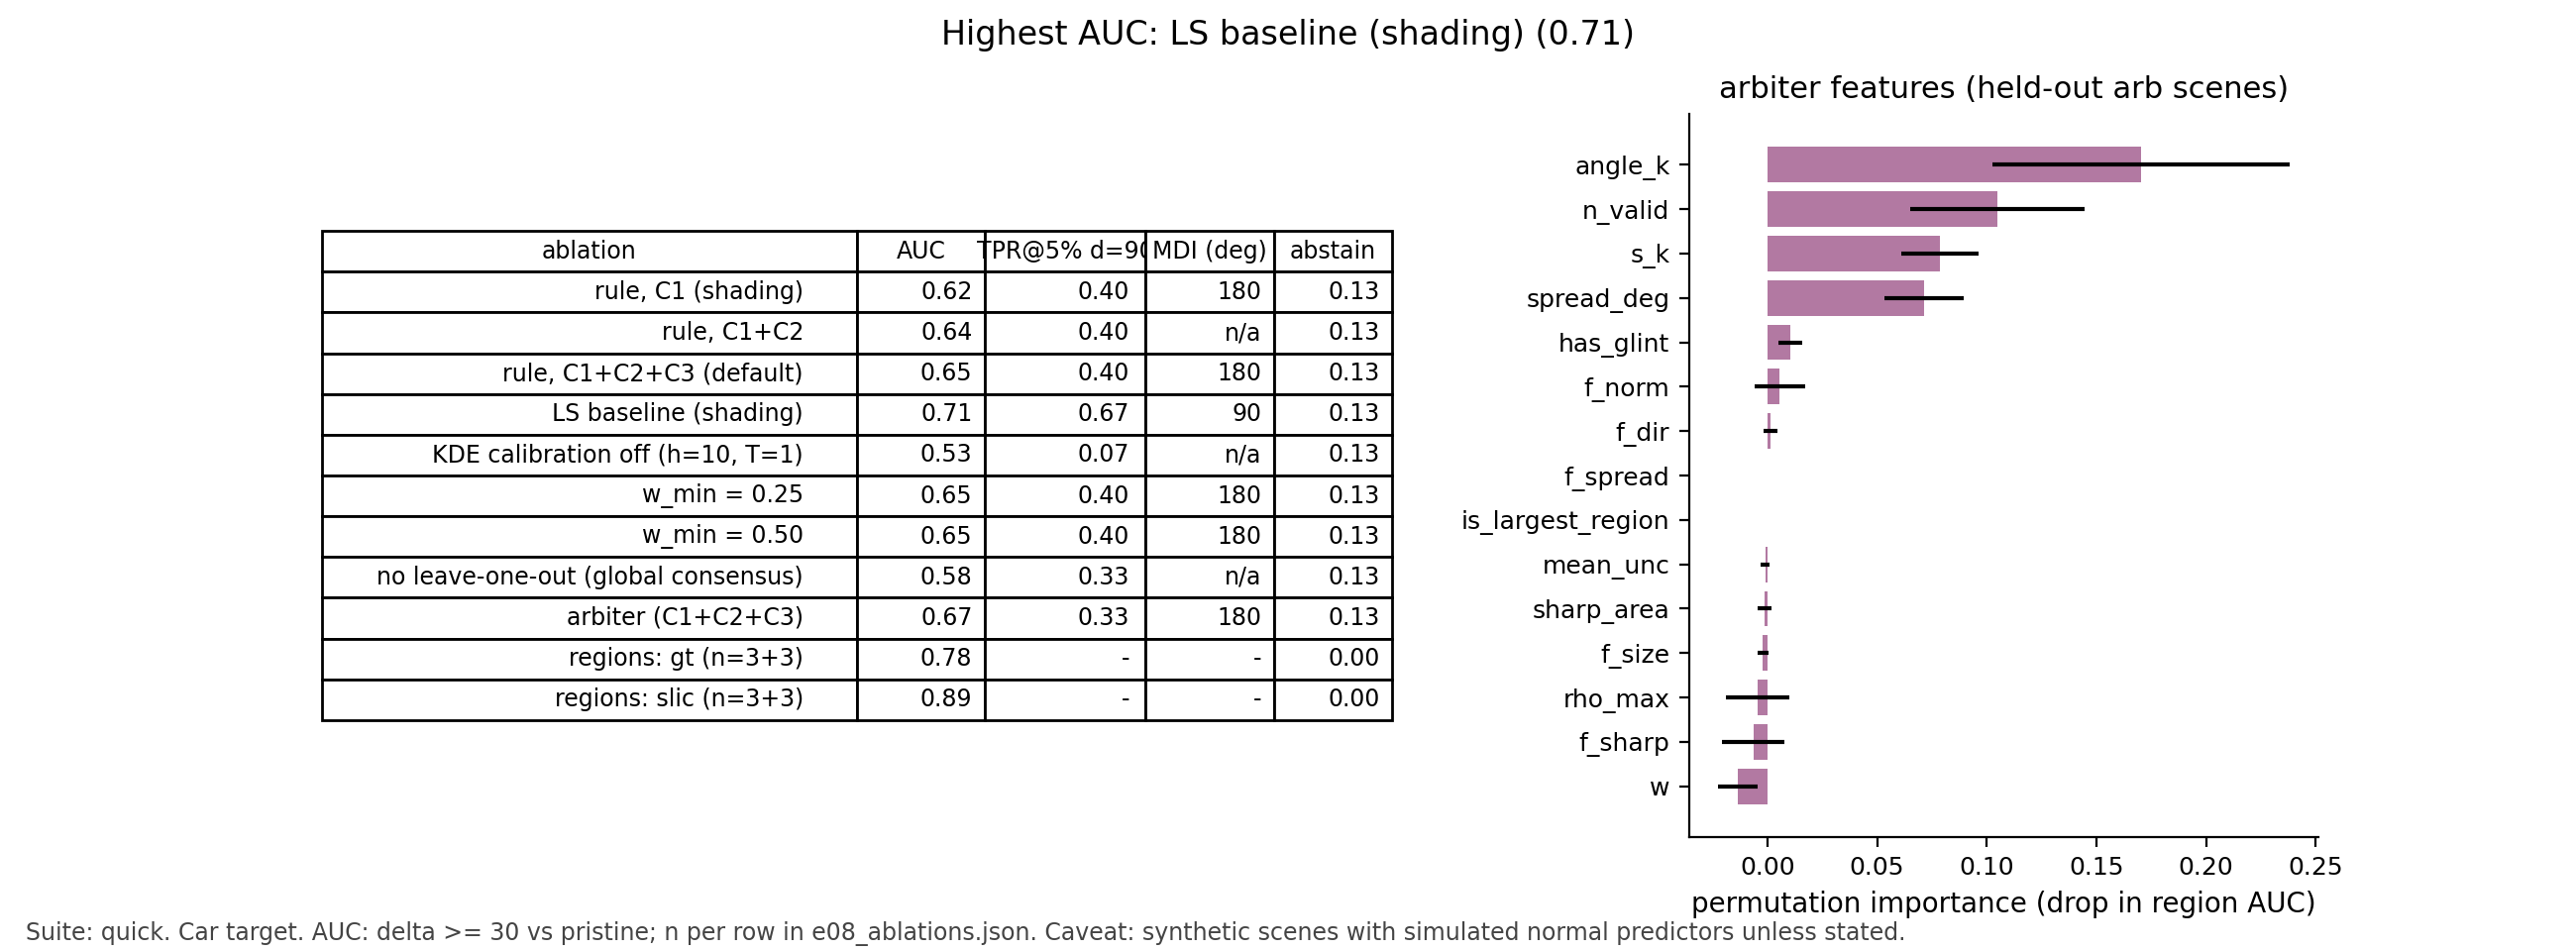 Highest AUC: LS baseline (shading) (0.71)
ablation AUC TPR@5% d=90 MDI (deg) abstain
rule, C1 (shading) 0.62 0.40 180 0.13
rule, C1+C2 0.64 0.40 n/a 0.13
rule, C1+C2+C3 (default) 0.65 0.40 180 0.13
LS baseline (shading) 0.71 0.67 90 0.13
KDE calibration off (h=10, T=1) 0.53 0.07 n/a 0.13
w_min = 0.25 0.65 0.40 180 0.13
w_min = 0.50 0.65 0.40 180 0.13
no leave-one-out (global consensus) 0.58 0.33 n/a 0.13
arbiter (C1+C2+C3) 0.67 0.33 180 0.13
regions: gt (n=3+3) 0.78 - - 0.00
regions: slic (n=3+3) 0.89 - - 0.00
arbiter features (held-out arb scenes)
angle_k
n_valid
s_k
spread_deg
has_glint
f_norm
f_dir
f_spread
is_largest_region
mean_unc
sharp_area
f_size
rho_max
f_sharp
w
0.00 0.05 0.10 0.15 0.20 0.25
permutation importance (drop in region AUC)
Suite: quick. Car target. AUC: delta >= 30 vs pristine; n per row in e08_ablations.json. Caveat: synthetic scenes with simulated normal predictors unless stated.